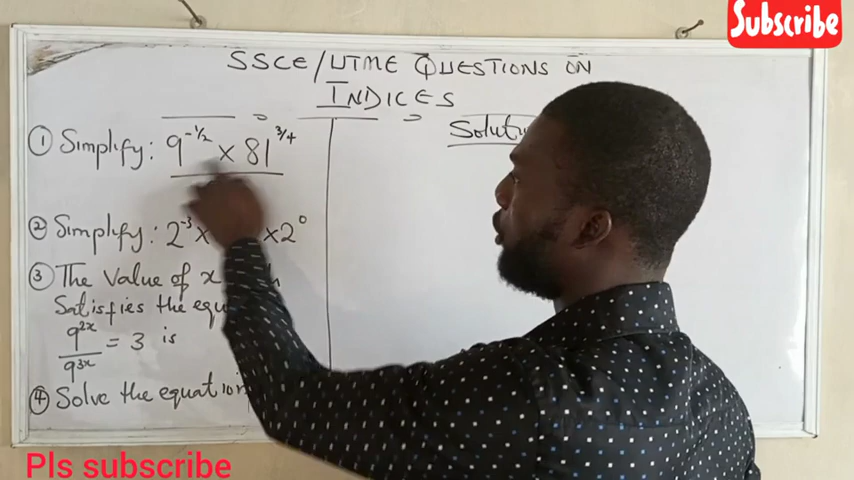 Subscribe
SSCE/UTME QUESTIONS ON
INDICES
① Simplify: 9^-1/2 × 81^3/4
Solut
② Simplify: 2^-3 × × 2^0
③ The value of x
Satisfies the equ
9^2x / 9^3x = 3 is
④ Solve the equation
Pls subscribe